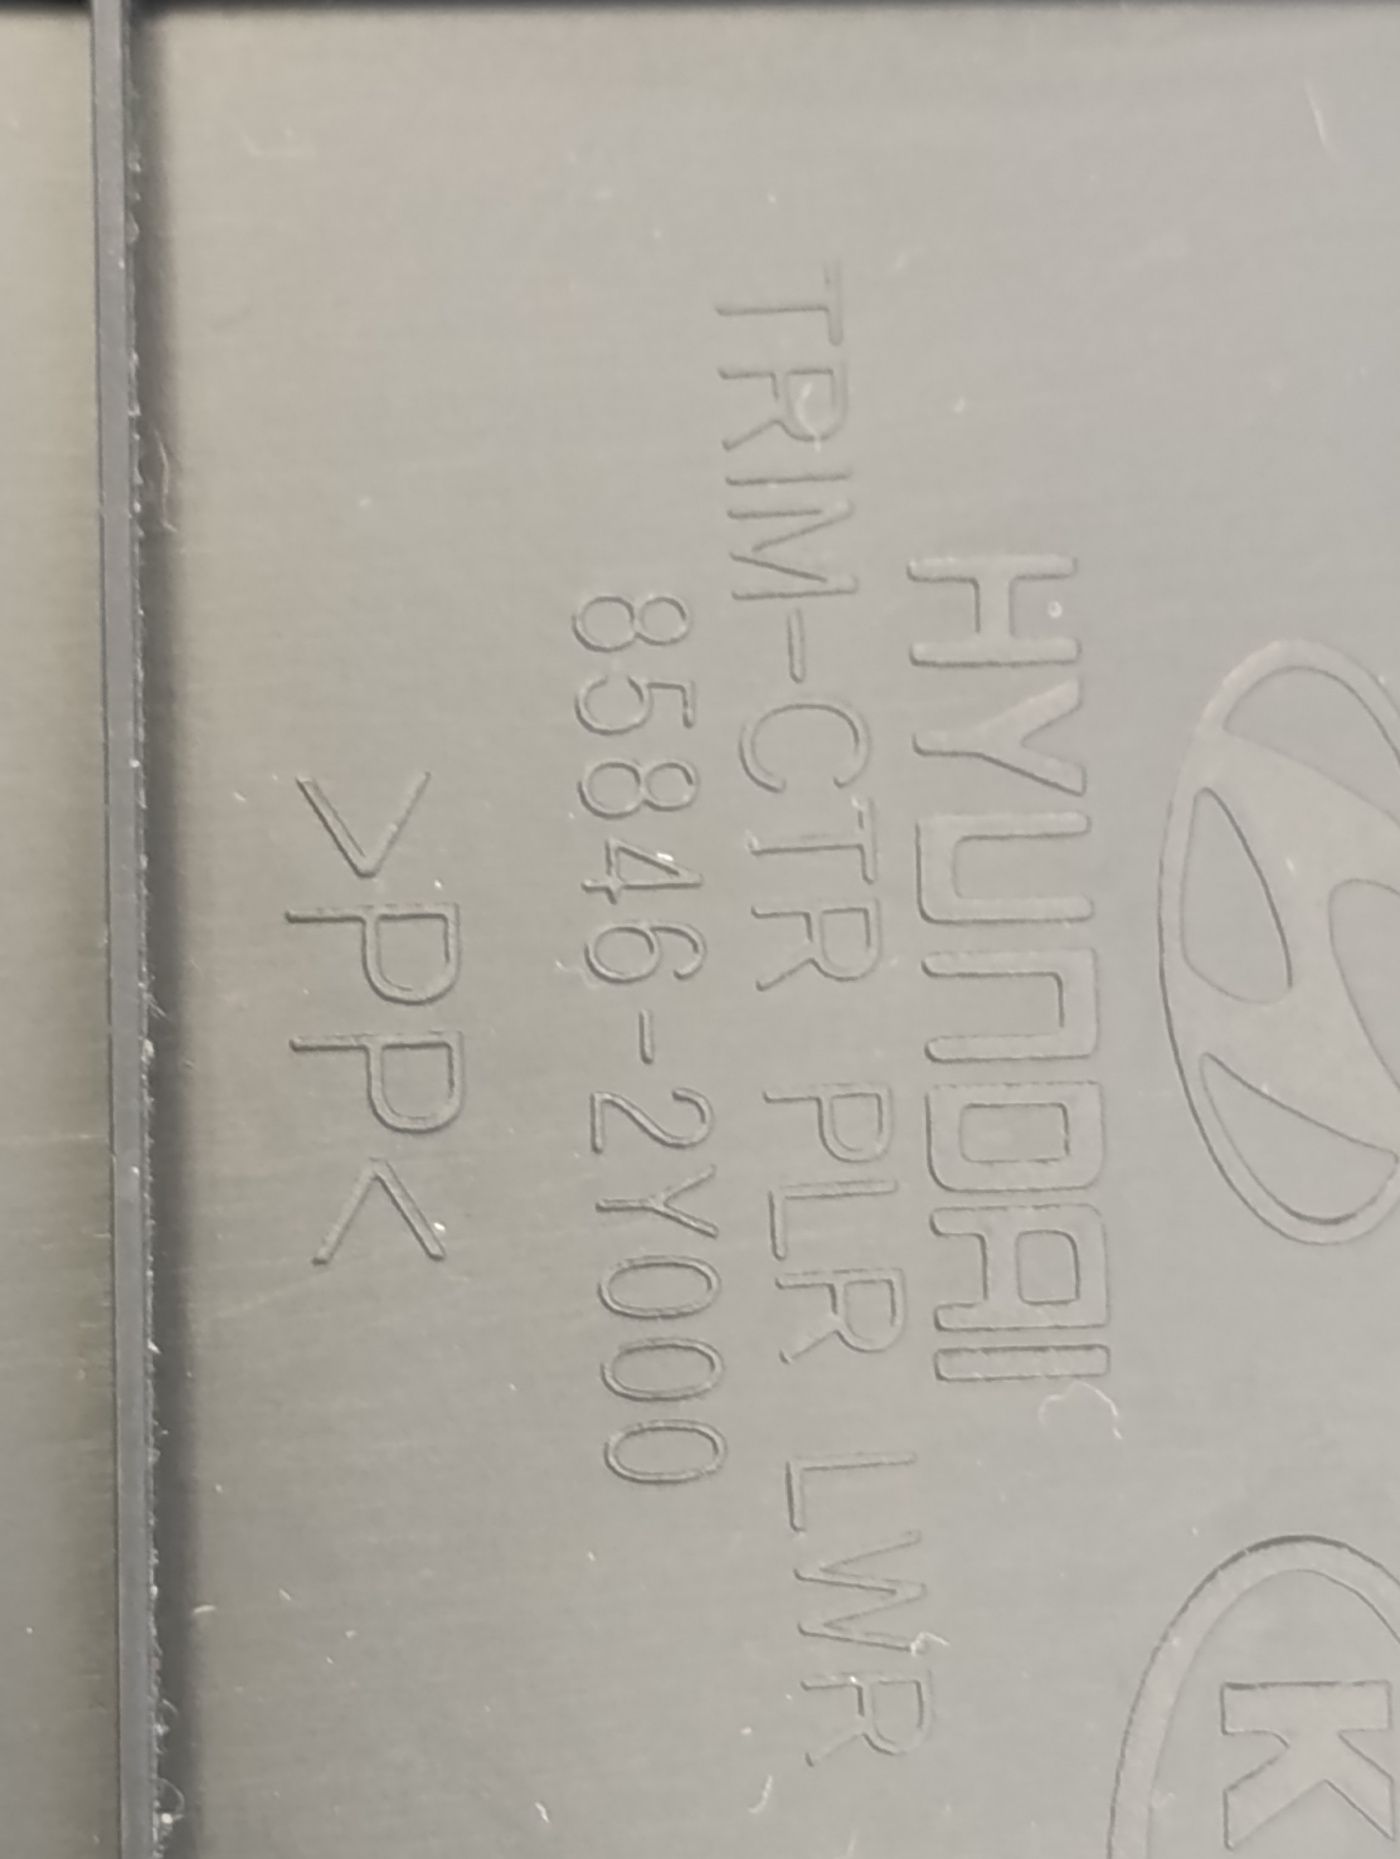 HYUNDAI
K
TRIM-CTR PLR LWR
85846-2Y000
>PP<